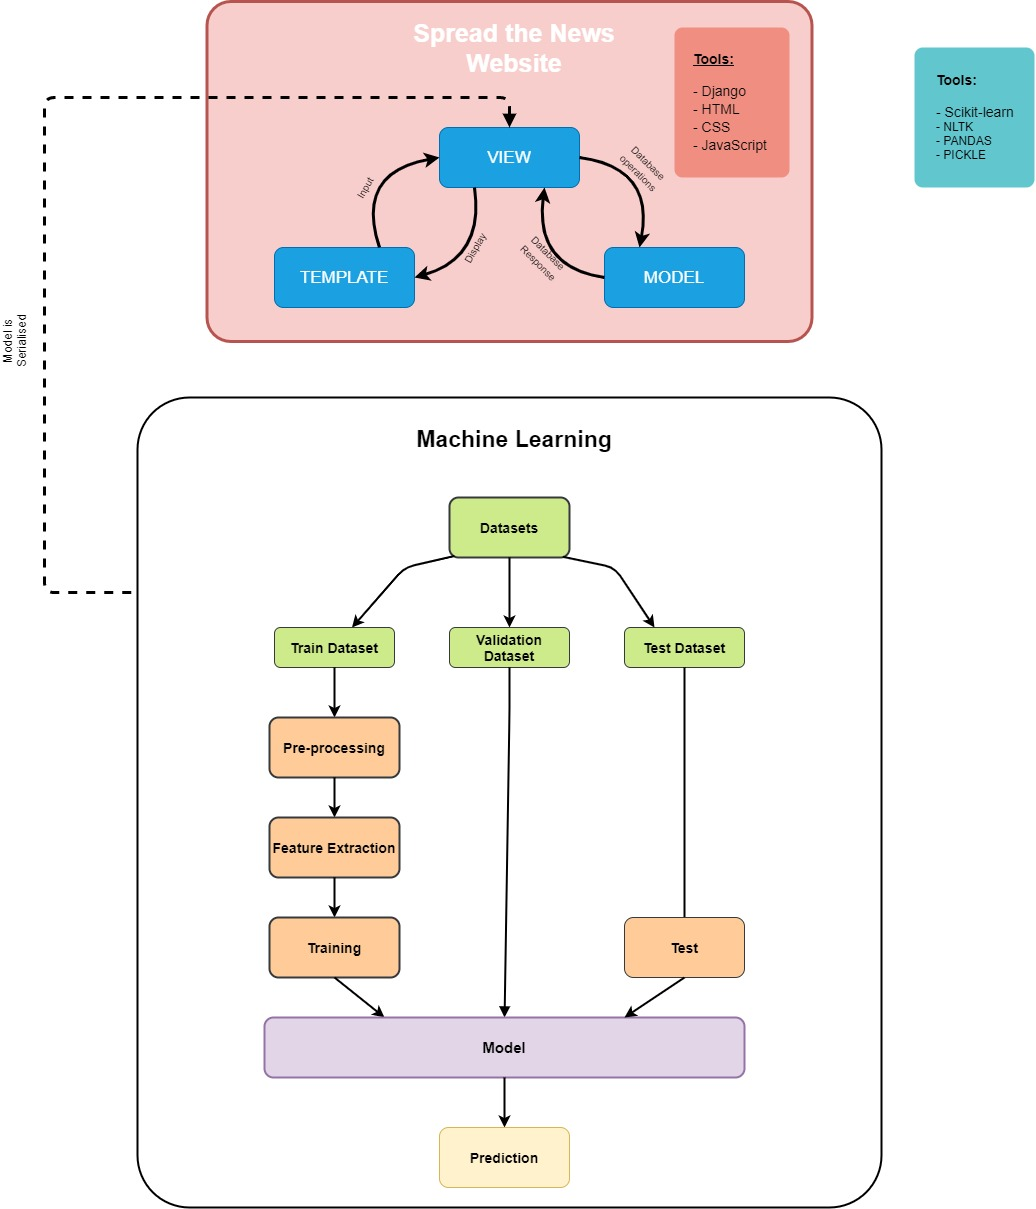 Spread the News
Website
Tools:
- Django
- HTML
- CSS
- JavaScript
Tools:
- Scikit-learn
- NLTK
- PANDAS
- PICKLE
VIEW
Input
Display
Database
operations
Database
Response
TEMPLATE
MODEL
Model is
Serialised
Machine Learning
Datasets
Train Dataset
Validation
Dataset
Test Dataset
Pre-processing
Feature Extraction
Training
Test
Model
Prediction